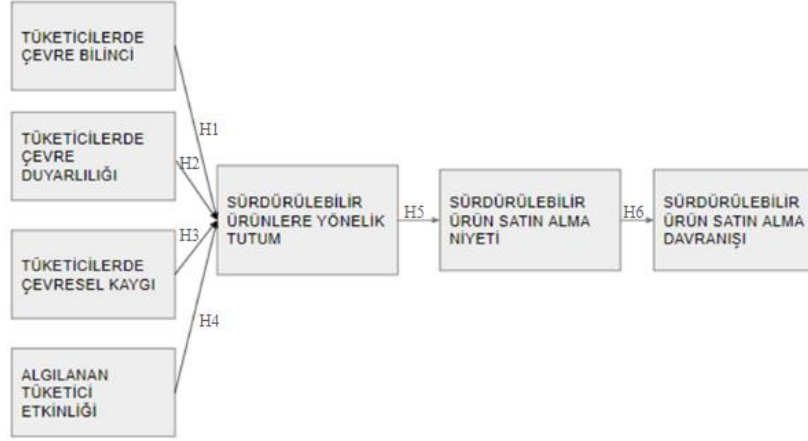 TÜKETİCİLERDE
ÇEVRE BİLİNCİ
H1
TÜKETİCİLERDE
ÇEVRE
DUYARLILIĞI
H2
TÜKETİCİLERDE
ÇEVRESEL KAYGI
H3
ALGILANAN
TÜKETİCİ
ETKİNLİĞİ
H4
SÜRDÜRÜLEBİLİR
ÜRÜNLERE YÖNELİK
TUTUM
H5
SÜRDÜRÜLEBİLİR
ÜRÜN SATIN ALMA
NİYETİ
H6
SÜRDÜRÜLEBİLİR
ÜRÜN SATIN ALMA
DAVRANIŞI